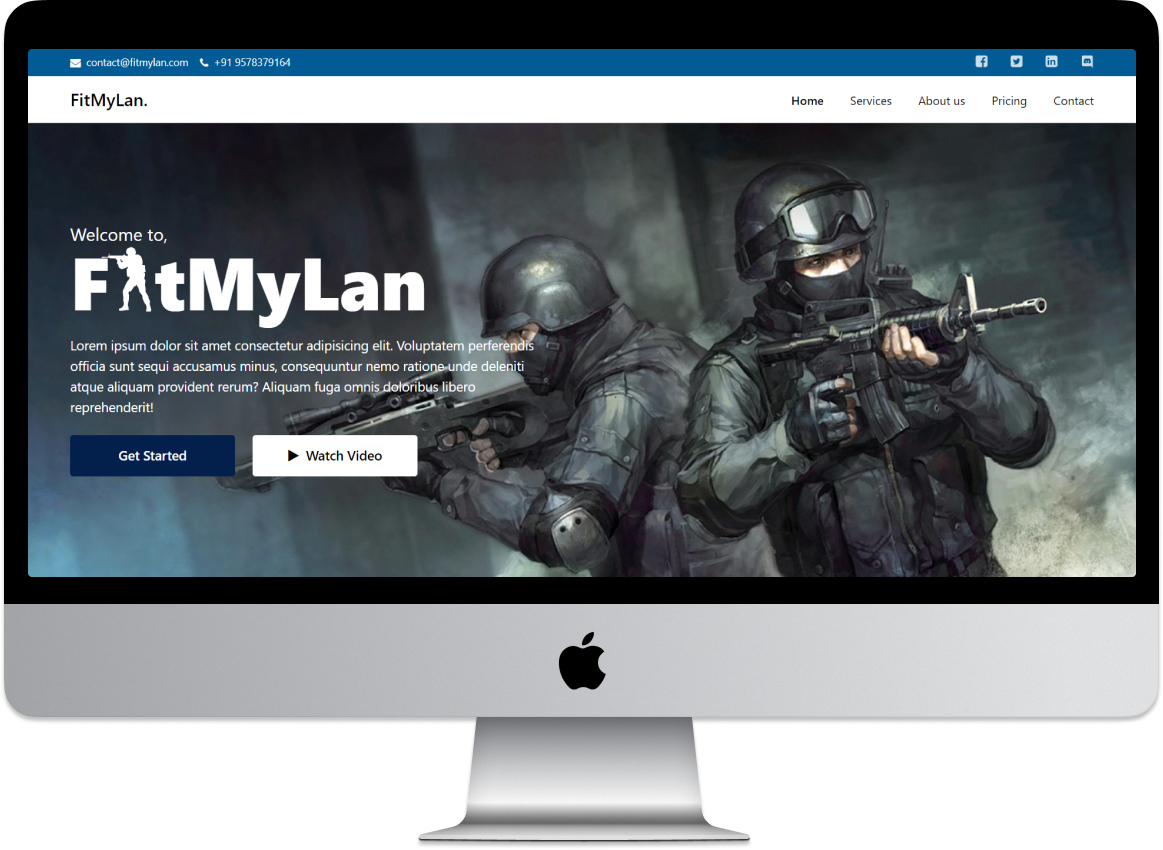 contact@fitmylan.com +91 9578379164
FitMyLan.
Home Services About us Pricing Contact
Welcome to,
FitMyLan
Lorem ipsum dolor sit amet consectetur adipisicing elit. Voluptatem perferendis
officia sunt sequi accusamus minus, consequuntur nemo ratione unde deleniti
atque aliquam provident rerum? Aliquam fuga omnis doloribus libero
reprehenderit!
Get Started
Watch Video